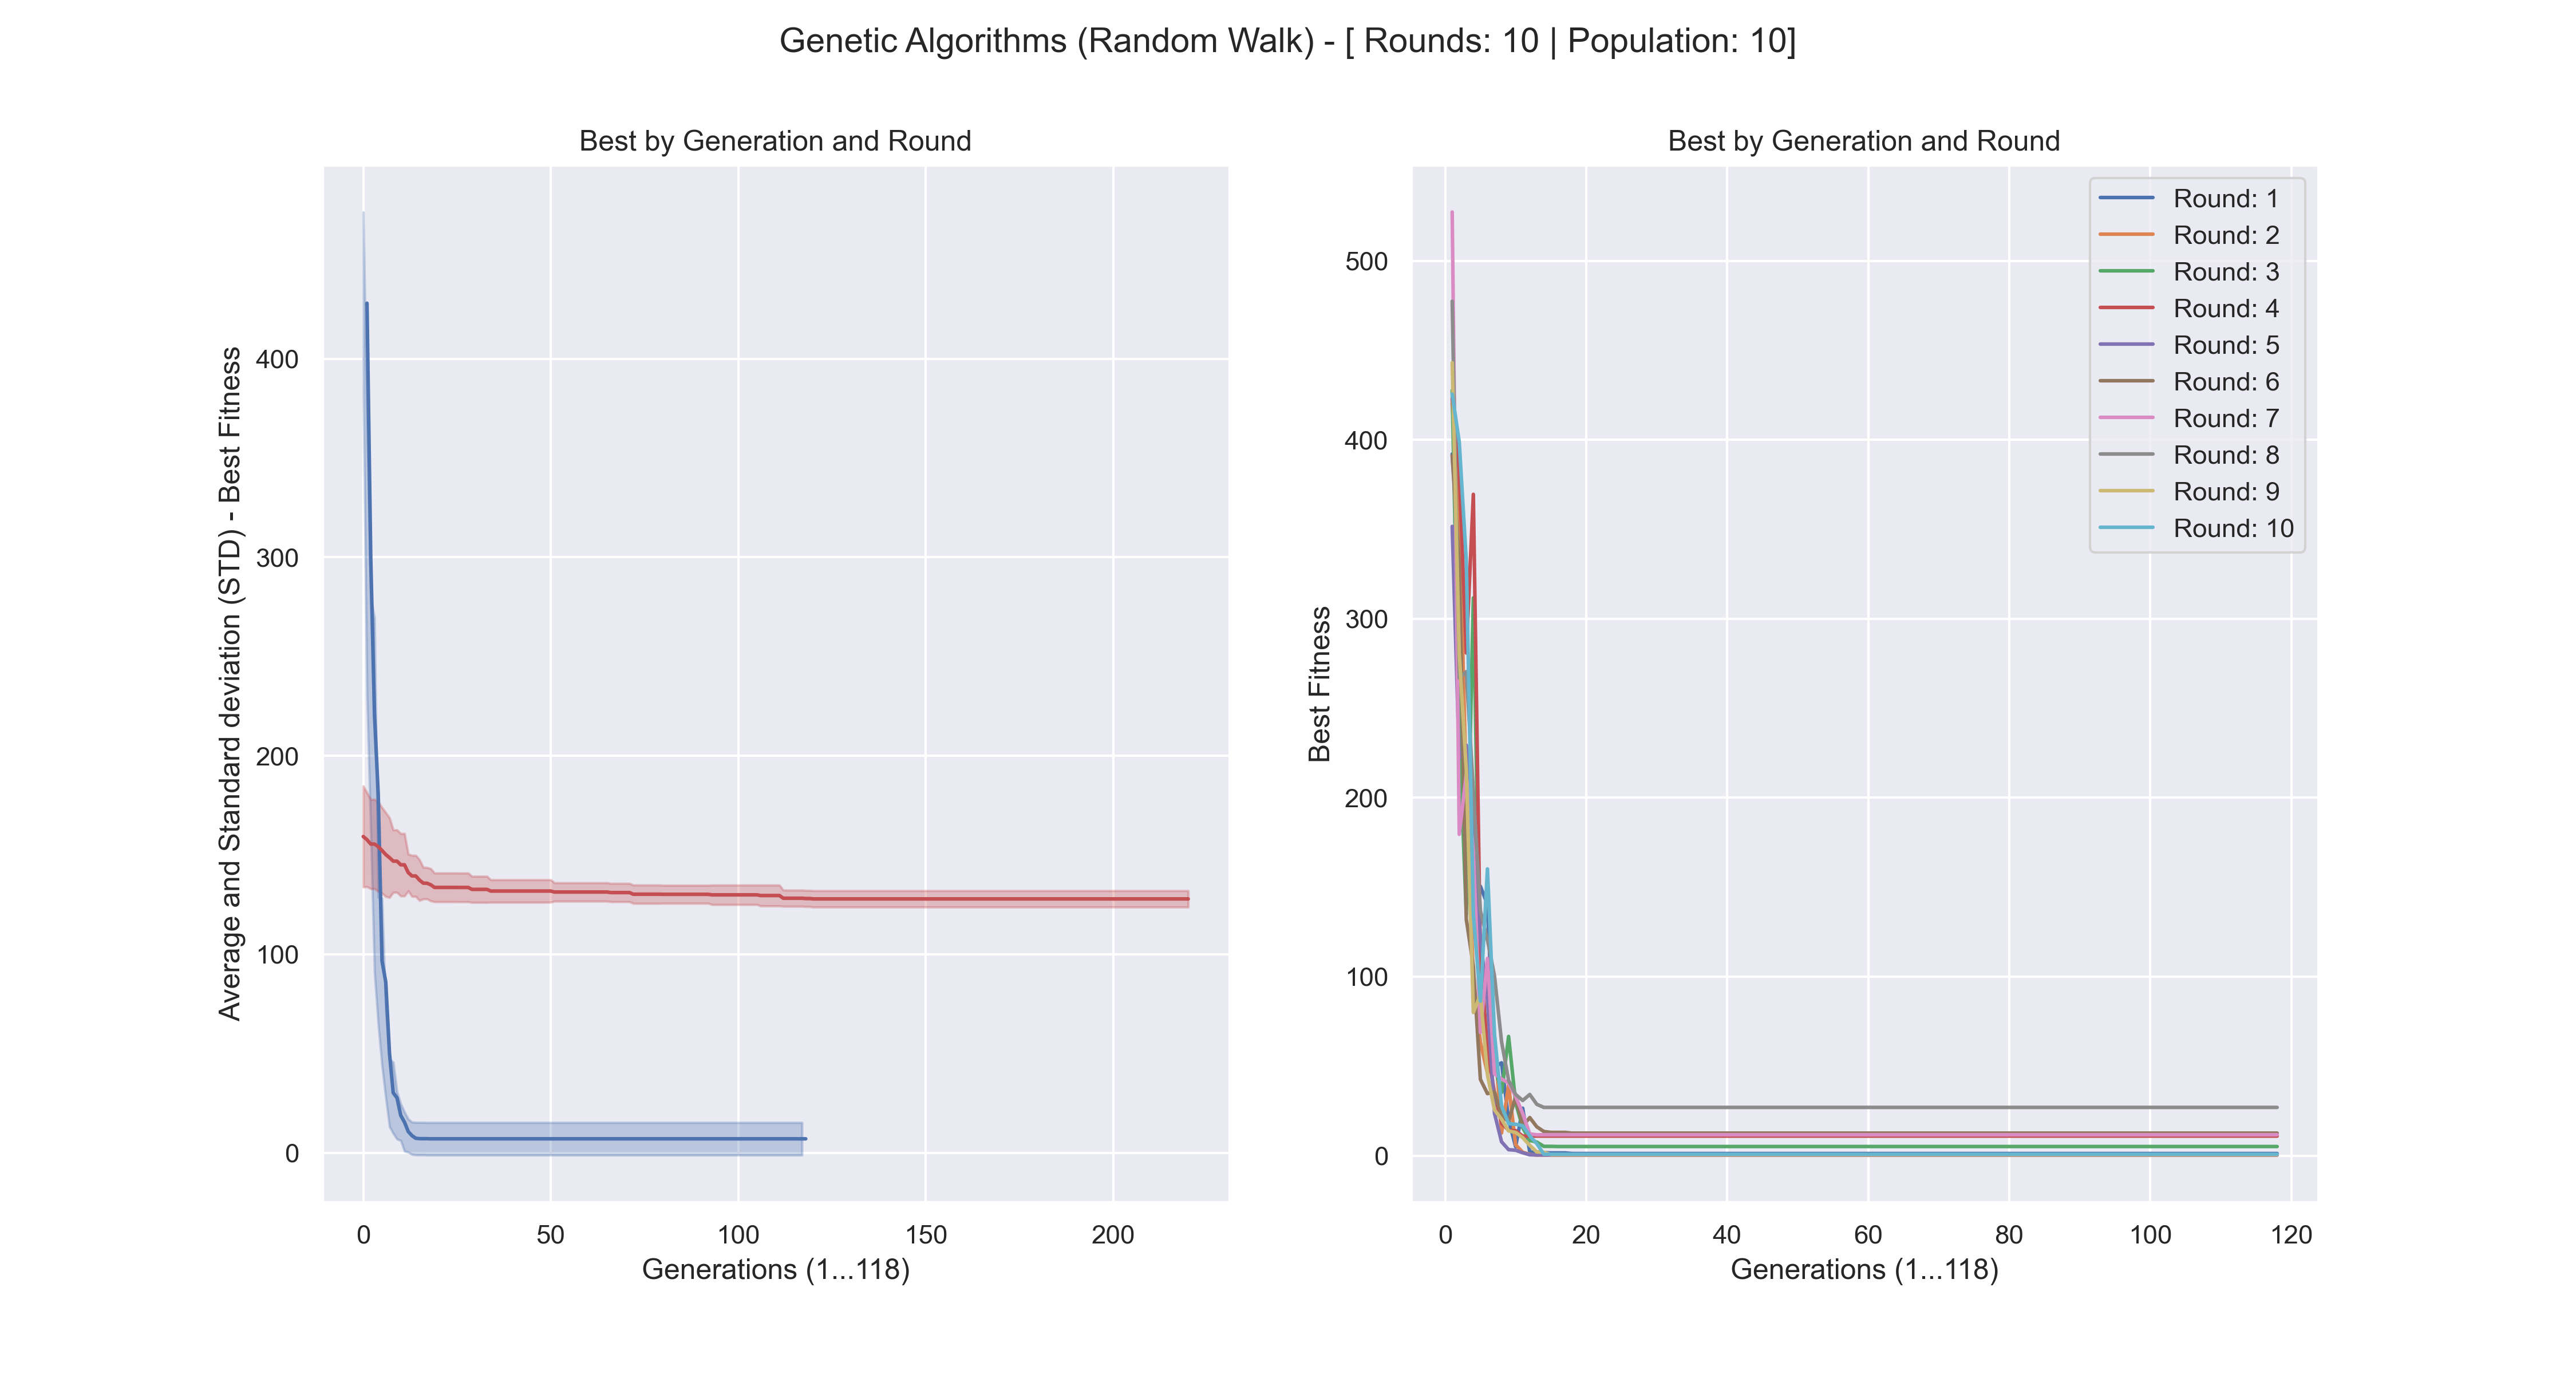 Genetic Algorithms (Random Walk) - [ Rounds: 10 | Population: 10]
Best by Generation and Round
Average and Standard deviation (STD) - Best Fitness
400
300
200
100
0
0 50 100 150 200
Generations (1...118)
Best by Generation and Round
Best Fitness
500
400
300
200
100
0
0 20 40 60 80 100 120
Generations (1...118)
Round: 1
Round: 2
Round: 3
Round: 4
Round: 5
Round: 6
Round: 7
Round: 8
Round: 9
Round: 10